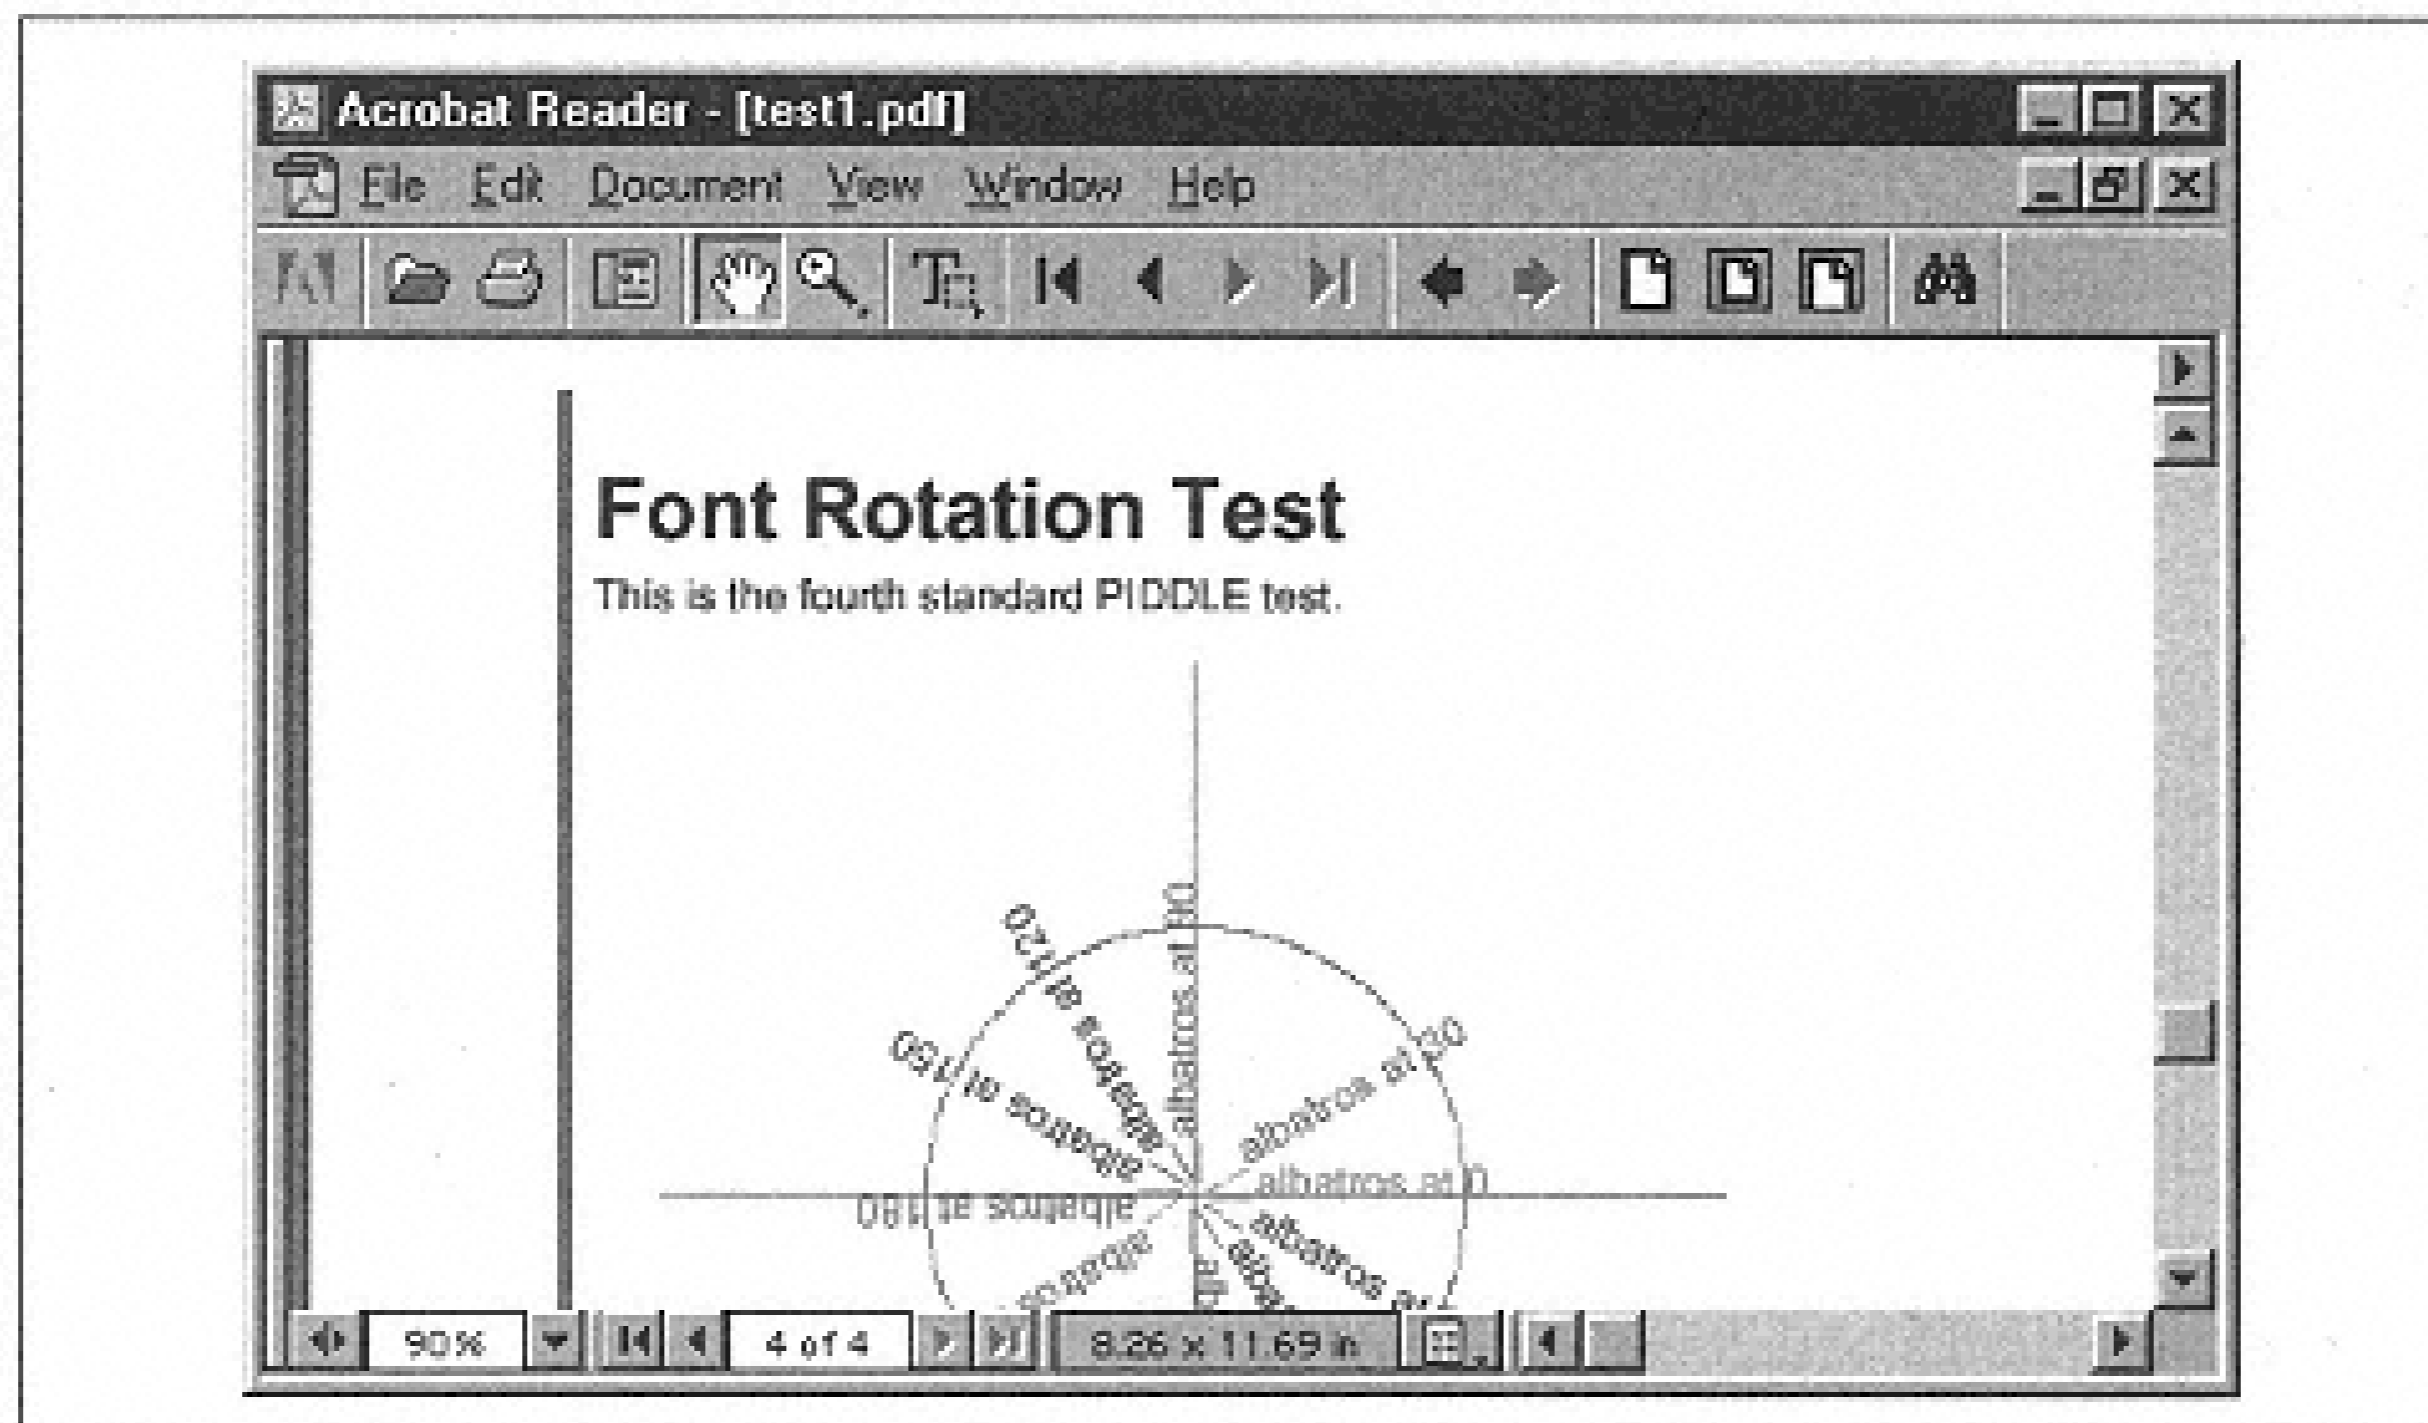 Acrobat Reader - [test1.pdf]
File Edit Document View Window Help
Font Rotation Test
This is the fourth standard PIDDLE test.
albatros at 90
albatros at 120
albatros at 30
albatros at 150
albatros at 0
albatros at 180
albatros
albatros
90%
4 of 4
8.26 x 11.69 in